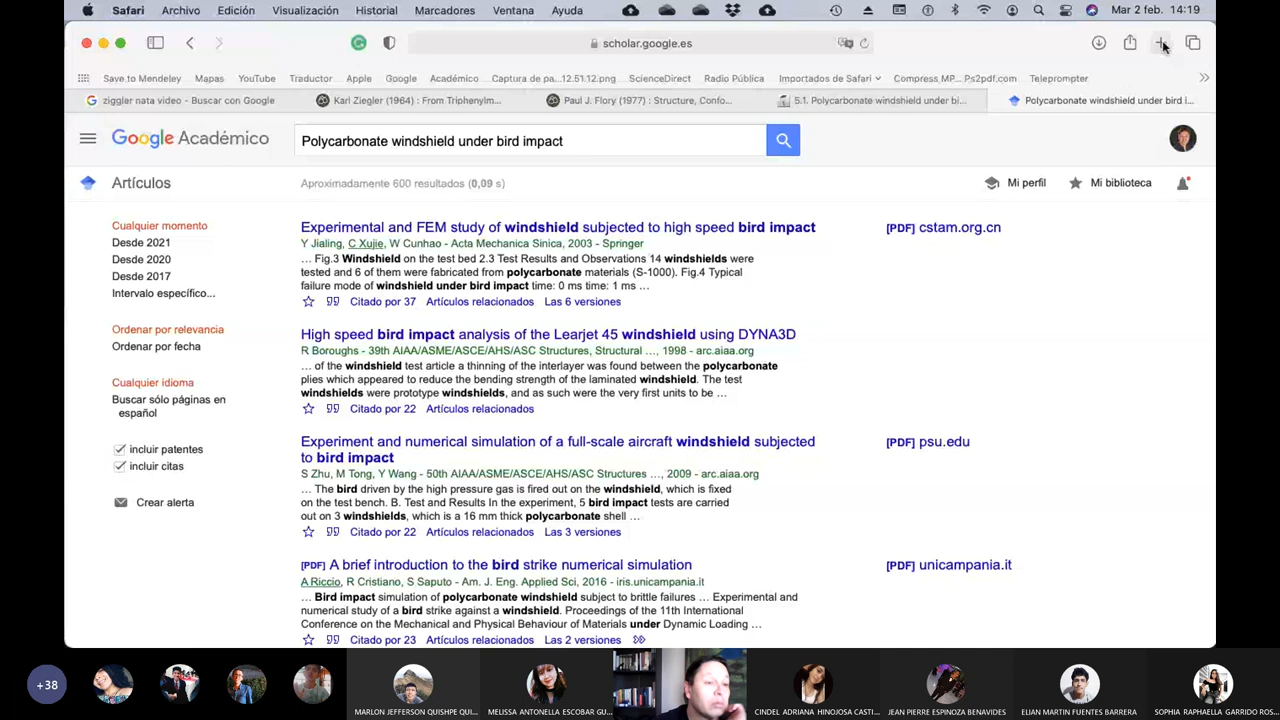 Safari Archivo Edición Visualización Historial Marcadores Ventana Ayuda Mar 2 feb. 14:19
scholar.google.es
Save to Mendeley Mapas YouTube Traductor Apple Google Académico Captura de pa...12.51:12.png ScienceDirect Radio Pública Importados de Safari Compress MP... Ps2pdf.com Teleprompter
ziggler nata video - Buscar con Google Karl Ziegler (1964) : From Triphenylm... Paul J. Flory (1977) : Structure, Confo... 5.1. Polycarbonate windshield under bi... Polycarbonate windshield under bird i...
Google Académico Polycarbonate windshield under bird impact
Artículos Aproximadamente 600 resultados (0,09 s) Mi perfil Mi biblioteca
Cualquier momento
Desde 2021
Desde 2020
Desde 2017
Intervalo específico...
Ordenar por relevancia
Ordenar por fecha
Cualquier idioma
Buscar sólo páginas en
español
incluir patentes
incluir citas
Crear alerta
Experimental and FEM study of windshield subjected to high speed bird impact [PDF] cstam.org.cn
Y Jialing, C Xujie, W Cunhao - Acta Mechanica Sinica, 2003 - Springer
... Fig.3 Windshield on the test bed 2.3 Test Results and Observations 14 windshields were
tested and 6 of them were fabricated from polycarbonate materials (S-1000). Fig.4 Typical
failure mode of windshield under bird impact time: 0 ms time: 1 ms ...
Citado por 37 Artículos relacionados Las 6 versiones
High speed bird impact analysis of the Learjet 45 windshield using DYNA3D
R Boroughs - 39th AIAA/ASME/ASCE/AHS/ASC Structures, Structural ..., 1998 - arc.aiaa.org
... of the windshield test article a thinning of the interlayer was found between the polycarbonate
plies which appeared to reduce the bending strength of the laminated windshield. The test
windshields were prototype windshields, and as such were the very first units to be ...
Citado por 22 Artículos relacionados
Experiment and numerical simulation of a full-scale aircraft windshield subjected [PDF] psu.edu
to bird impact
S Zhu, M Tong, Y Wang - 50th AIAA/ASME/ASCE/AHS/ASC Structures ..., 2009 - arc.aiaa.org
... The bird driven by the high pressure gas is fired out on the windshield, which is fixed
on the test bench. B. Test and Results In the experiment, 5 bird impact tests are carried
out on 3 windshields, which is a 16 mm thick polycarbonate shell ...
Citado por 22 Artículos relacionados Las 3 versiones
[PDF] A brief introduction to the bird strike numerical simulation [PDF] unicampania.it
A Riccio, R Cristiano, S Saputo - Am. J. Eng. Applied Sci, 2016 - iris.unicampania.it
... Bird impact simulation of polycarbonate windshield subject to brittle failures ... Experimental and
numerical study of a bird strike against a windshield. Proceedings of the 11th International
Conference on the Mechanical and Physical Behaviour of Materials under Dynamic Loading ...
Citado por 23 Artículos relacionados Las 2 versiones
+38
MARLON JEFFERSON QUISHPE QUI... MELISSA ANTONELLA ESCOBAR GU... CINDEL ADRIANA HINOJOSA CASTI... JEAN PIERRE ESPINOZA BENAVIDES ELIAN MARTIN FUENTES BARRERA SOPHIA RAPHAELLA GARRIDO ROS...